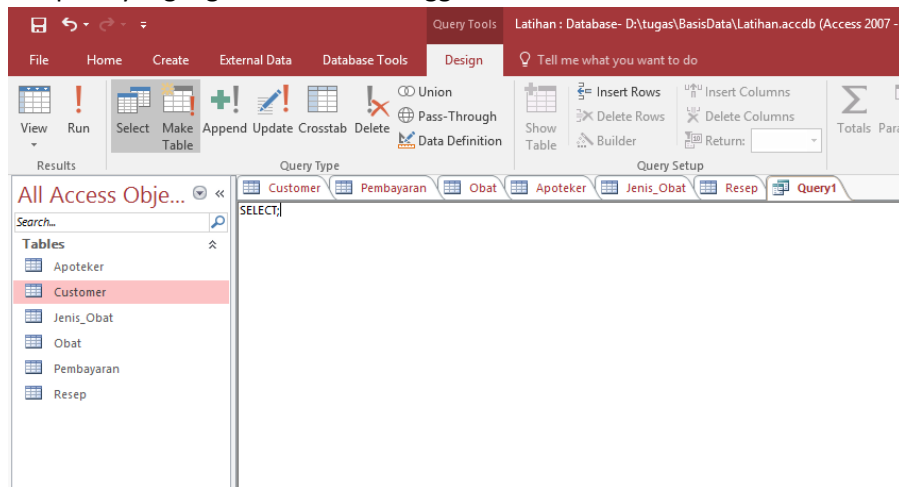 Query Tools Latihan : Database- D:\tugas\BasisData\Latihan.accdb (Access 2007 -
File Home Create External Data Database Tools Design Tell me what you want to do
View Run Select Make Table Append Update Crosstab Delete
Union
Pass-Through
Data Definition
Show Table
Insert Rows
Delete Rows
Builder
Insert Columns
Delete Columns
Return:
Totals
Results Query Type Query Setup
All Access Obje...
Customer Pembayaran Obat Apoteker Jenis_Obat Resep Query1
Search...
SELECT;
Tables
Apoteker
Customer
Jenis_Obat
Obat
Pembayaran
Resep